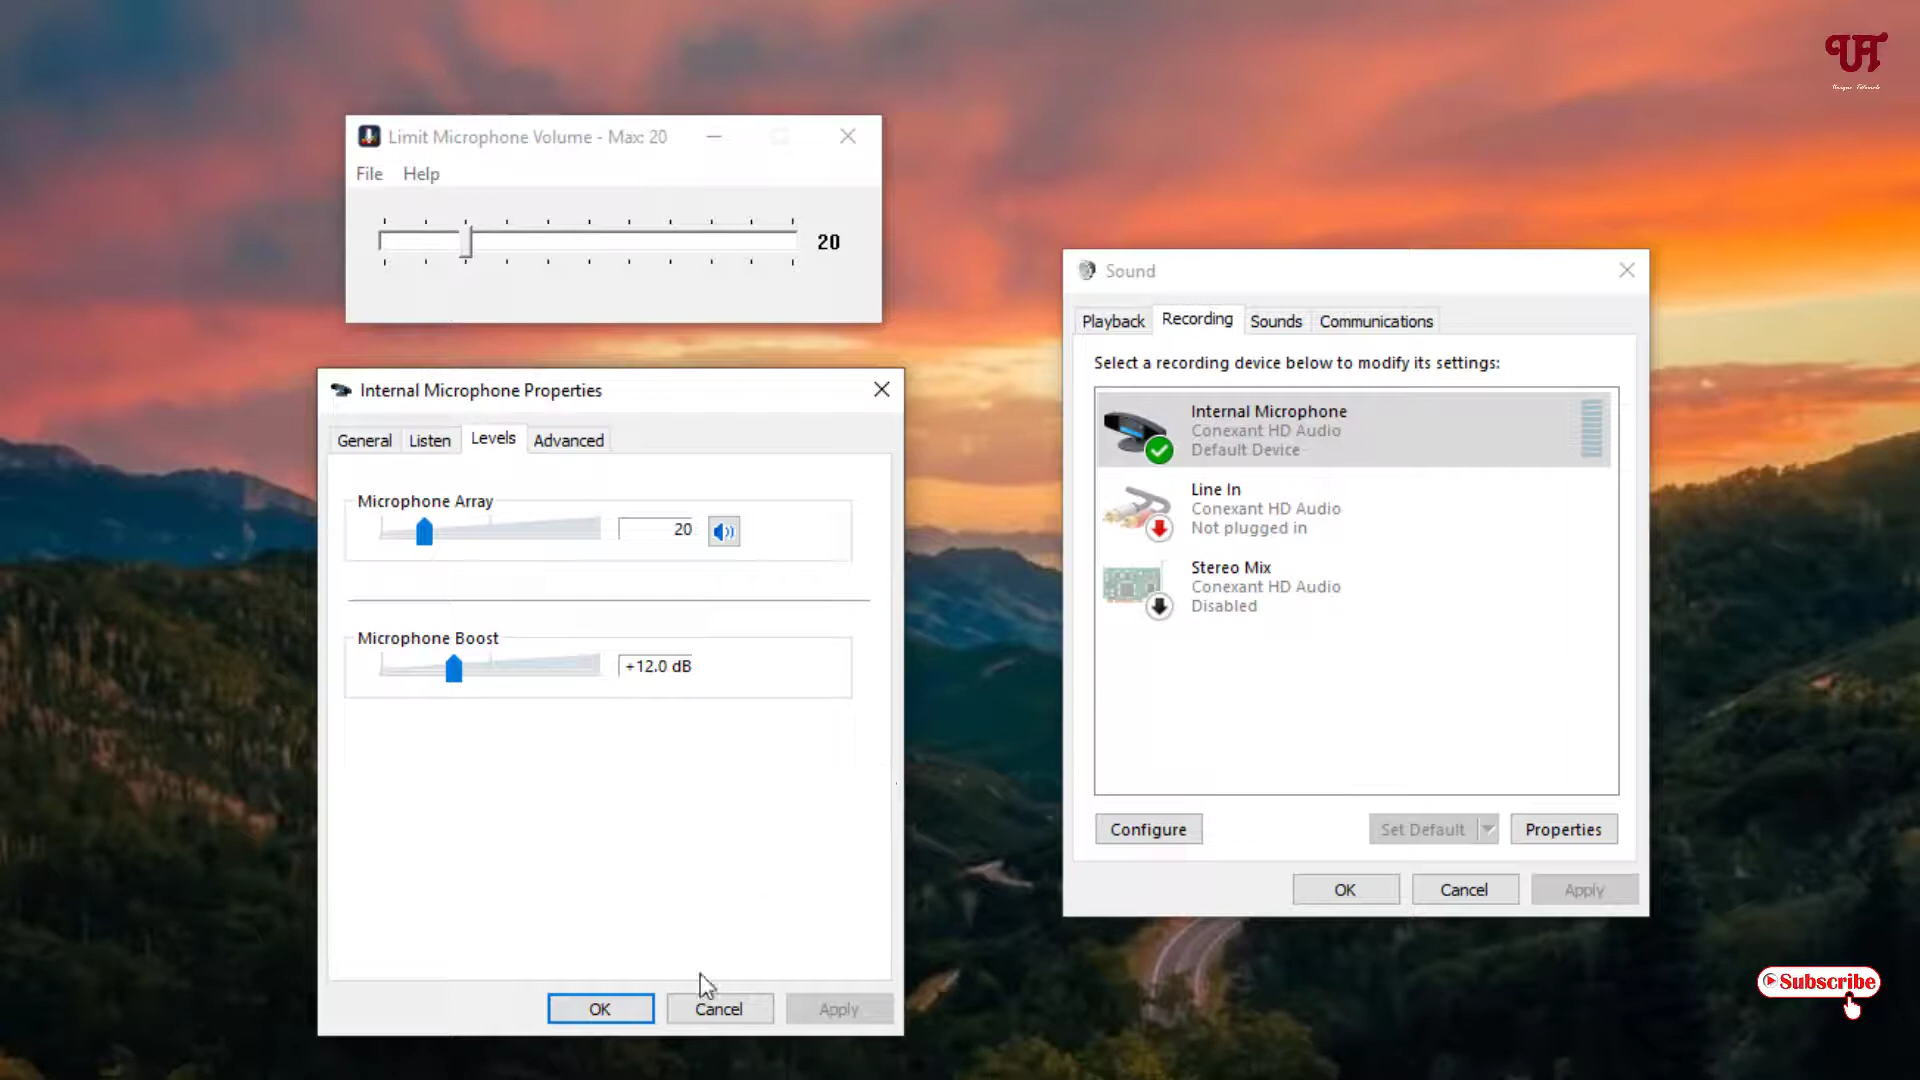 UT
Unique Tutorials
Limit Microphone Volume - Max: 20
File Help
20
Internal Microphone Properties
General Listen Levels Advanced
Microphone Array
20
Microphone Boost
+12.0 dB
OK Cancel Apply
Sound
Playback Recording Sounds Communications
Select a recording device below to modify its settings:
Internal Microphone
Conexant HD Audio
Default Device
Line In
Conexant HD Audio
Not plugged in
Stereo Mix
Conexant HD Audio
Disabled
Configure Set Default Properties
OK Cancel Apply
Subscribe